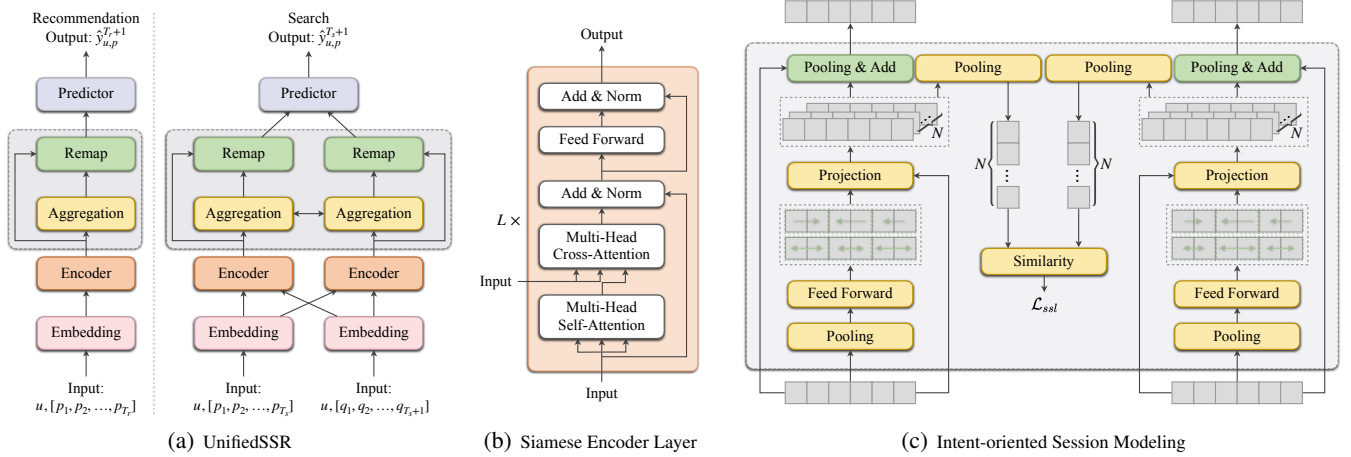 Recommendation
Output: ŷ_{u,p}^{T_r+1}
Predictor
Remap
Aggregation
Encoder
Embedding
Input:
u, [p_1, p_2, …, p_{T_r}]
Search
Output: ŷ_{u,p}^{T_s+1}
Predictor
Remap
Remap
Aggregation
Aggregation
Encoder
Encoder
Embedding
Embedding
Input:
u, [p_1, p_2, …, p_{T_s}]
Input:
u, [q_1, q_2, …, q_{T_s+1}]
(a) UnifiedSSR
Output
Add & Norm
Feed Forward
Add & Norm
L ×
Multi-Head
Cross-Attention
Input
Multi-Head
Self-Attention
Input
(b) Siamese Encoder Layer
Pooling & Add
Pooling
Pooling
Pooling & Add
N
N
N
N
Projection
Projection
Similarity
Feed Forward
Feed Forward
ℒ_{ssl}
Pooling
Pooling
(c) Intent-oriented Session Modeling